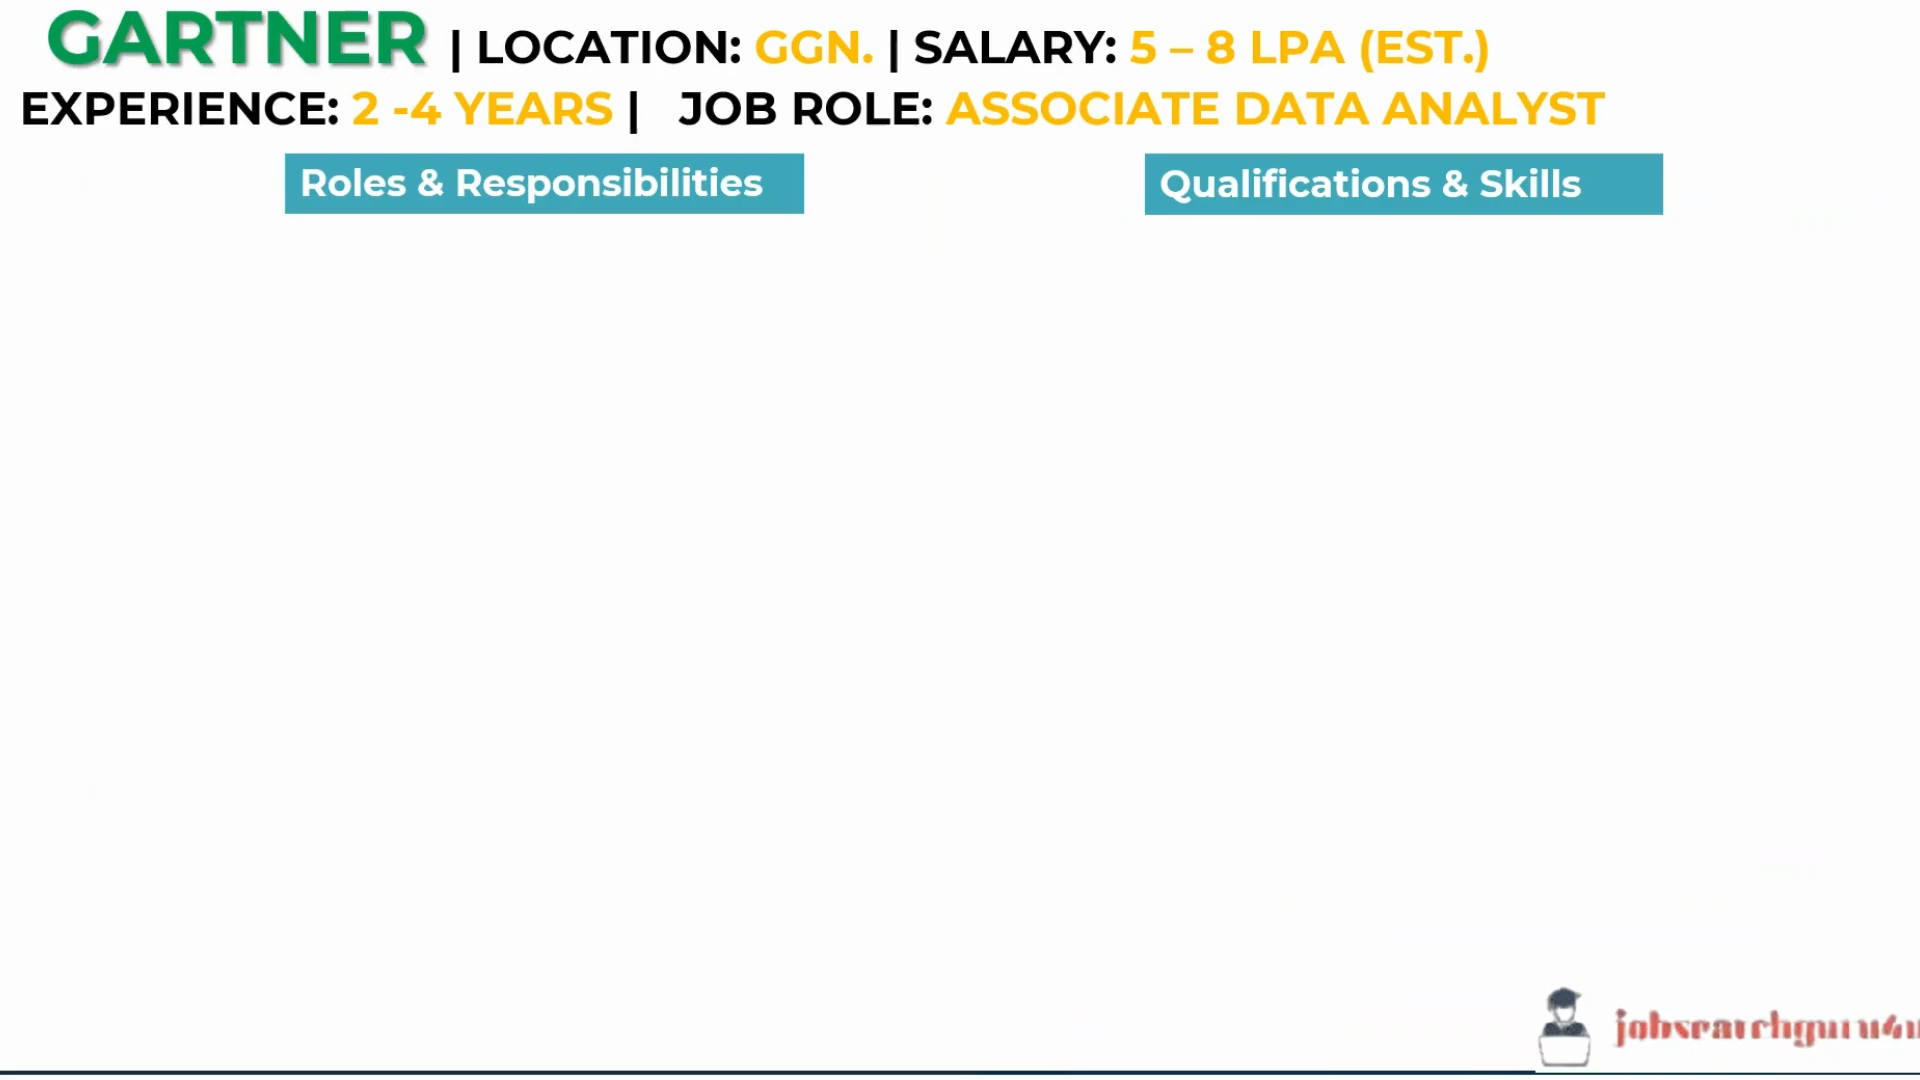 GARTNER | LOCATION: GGN. | SALARY: 5 – 8 LPA (EST.)
EXPERIENCE: 2 -4 YEARS | JOB ROLE: ASSOCIATE DATA ANALYST
Roles & Responsibilities
Qualifications & Skills